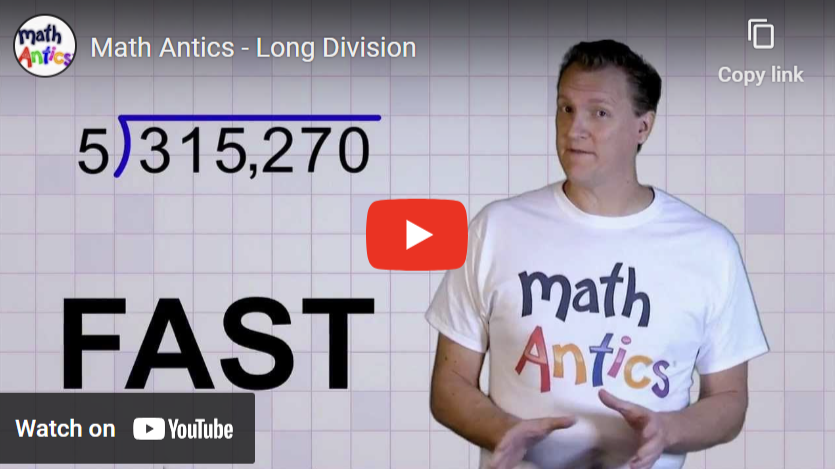 math
Antics
Math Antics - Long Division
Copy link
5)315,270
FAST
math
Antics
Watch on YouTube